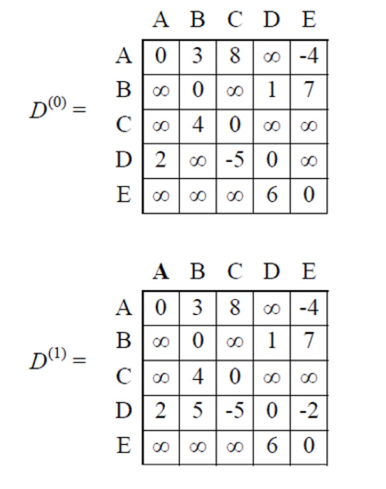 A B C D E
A 0 3 8 ∞ -4
B ∞ 0 ∞ 1 7
D(0) =
C ∞ 4 0 ∞ ∞
D 2 ∞ -5 0 ∞
E ∞ ∞ ∞ 6 0
A B C D E
A 0 3 8 ∞ -4
B ∞ 0 ∞ 1 7
D(1) =
C ∞ 4 0 ∞ ∞
D 2 5 -5 0 -2
E ∞ ∞ ∞ 6 0